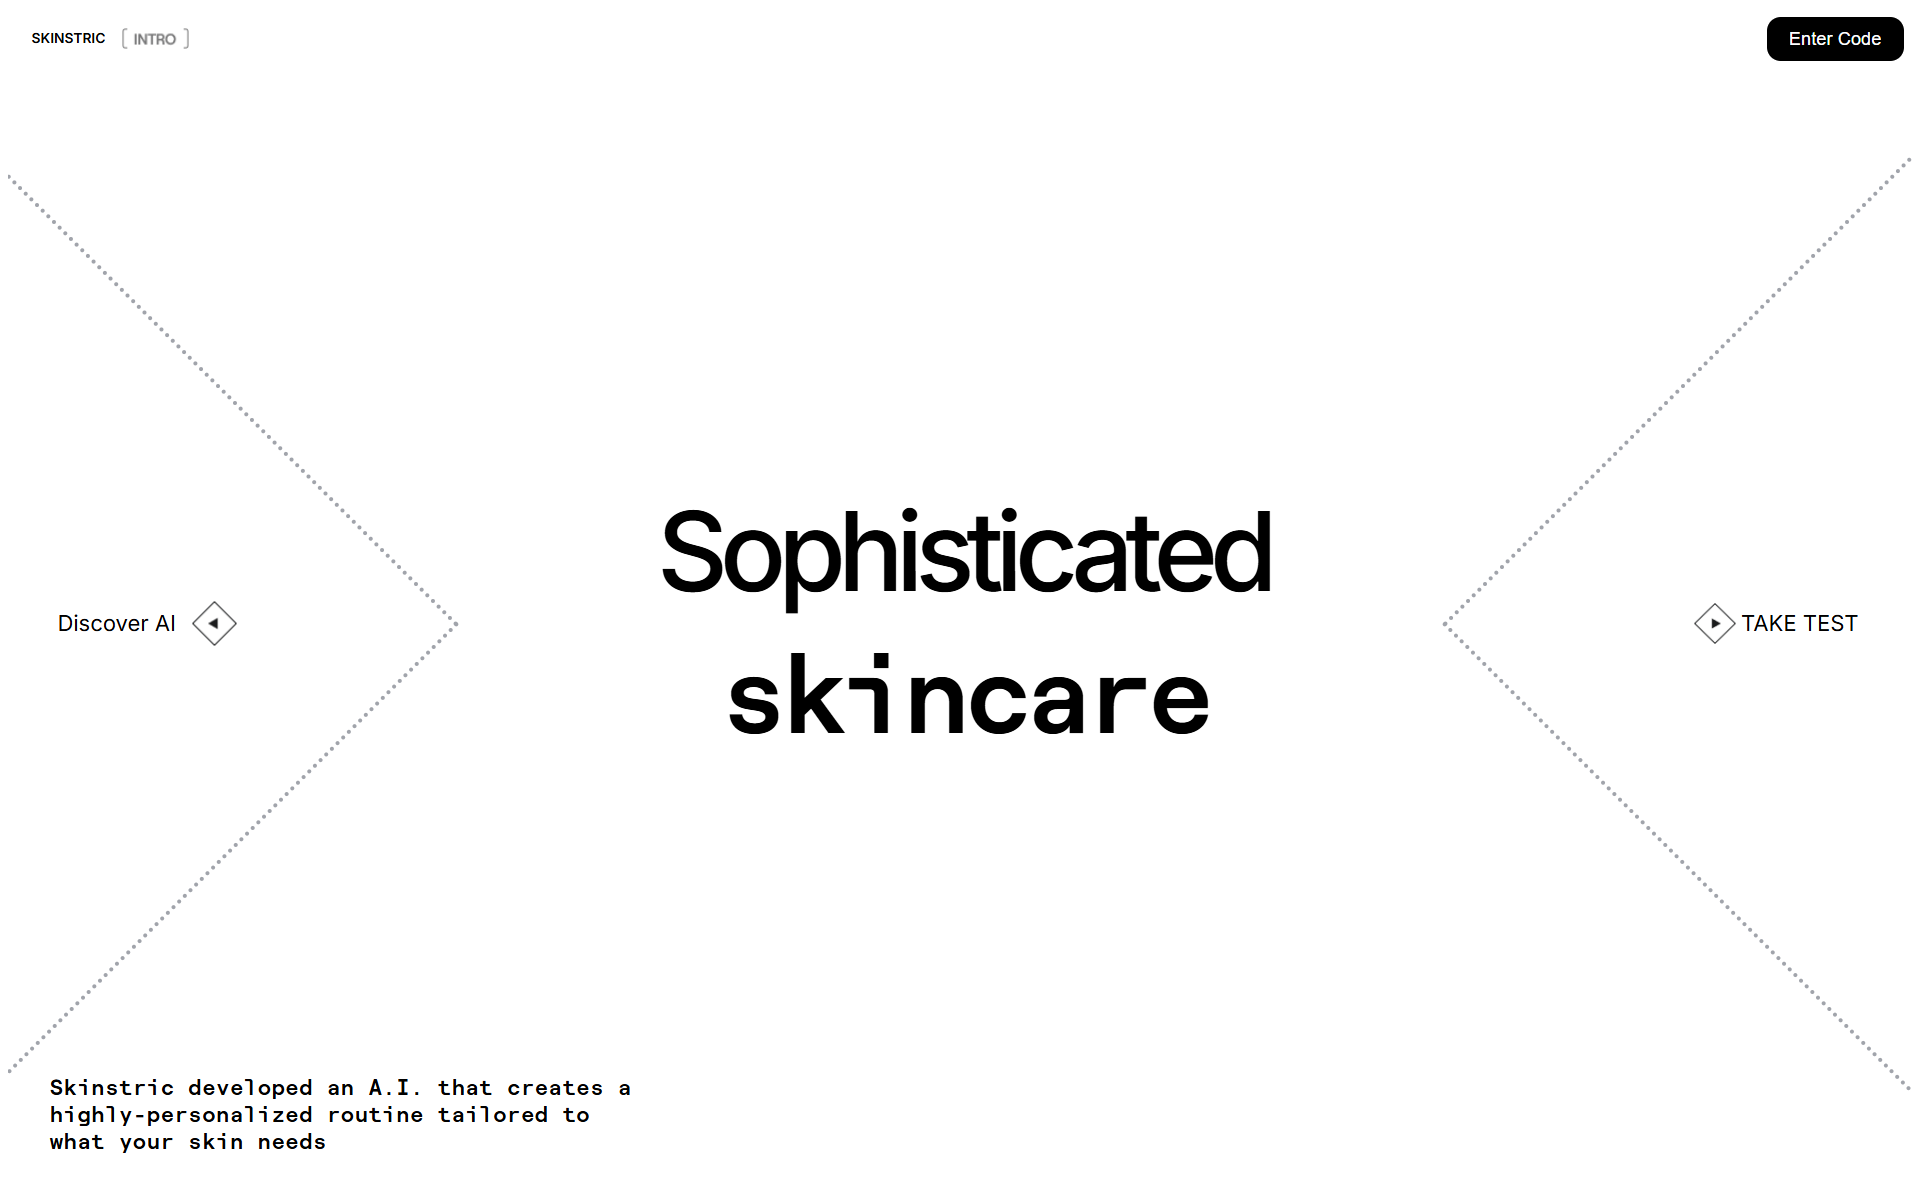 SKINSTRIC [ INTRO ]
Enter Code
Sophisticated
skincare
Discover AI
TAKE TEST
Skinstric developed an A.I. that creates a
highly-personalized routine tailored to
what your skin needs